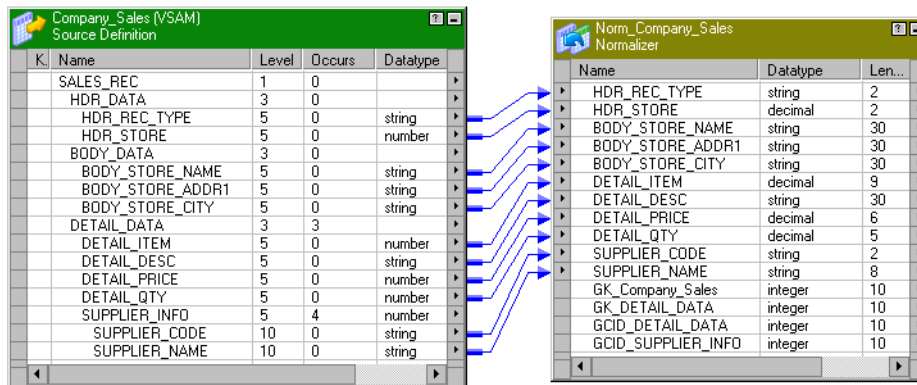 Company_Sales (VSAM)
Source Definition
K. Name Level Occurs Datatype
SALES_REC 1 0
HDR_DATA 3 0
HDR_REC_TYPE 5 0 string
HDR_STORE 5 0 number
BODY_DATA 3 0
BODY_STORE_NAME 5 0 string
BODY_STORE_ADDR1 5 0 string
BODY_STORE_CITY 5 0 string
DETAIL_DATA 3 3
DETAIL_ITEM 5 0 number
DETAIL_DESC 5 0 string
DETAIL_PRICE 5 0 number
DETAIL_QTY 5 0 number
SUPPLIER_INFO 5 4 number
SUPPLIER_CODE 10 0 string
SUPPLIER_NAME 10 0 string
Norm_Company_Sales
Normalizer
Name Datatype Len...
HDR_REC_TYPE string 2
HDR_STORE decimal 2
BODY_STORE_NAME string 30
BODY_STORE_ADDR1 string 30
BODY_STORE_CITY string 30
DETAIL_ITEM decimal 9
DETAIL_DESC string 30
DETAIL_PRICE decimal 6
DETAIL_QTY decimal 5
SUPPLIER_CODE string 2
SUPPLIER_NAME string 8
GK_Company_Sales integer 10
GK_DETAIL_DATA integer 10
GCID_DETAIL_DATA integer 10
GCID_SUPPLIER_INFO integer 10